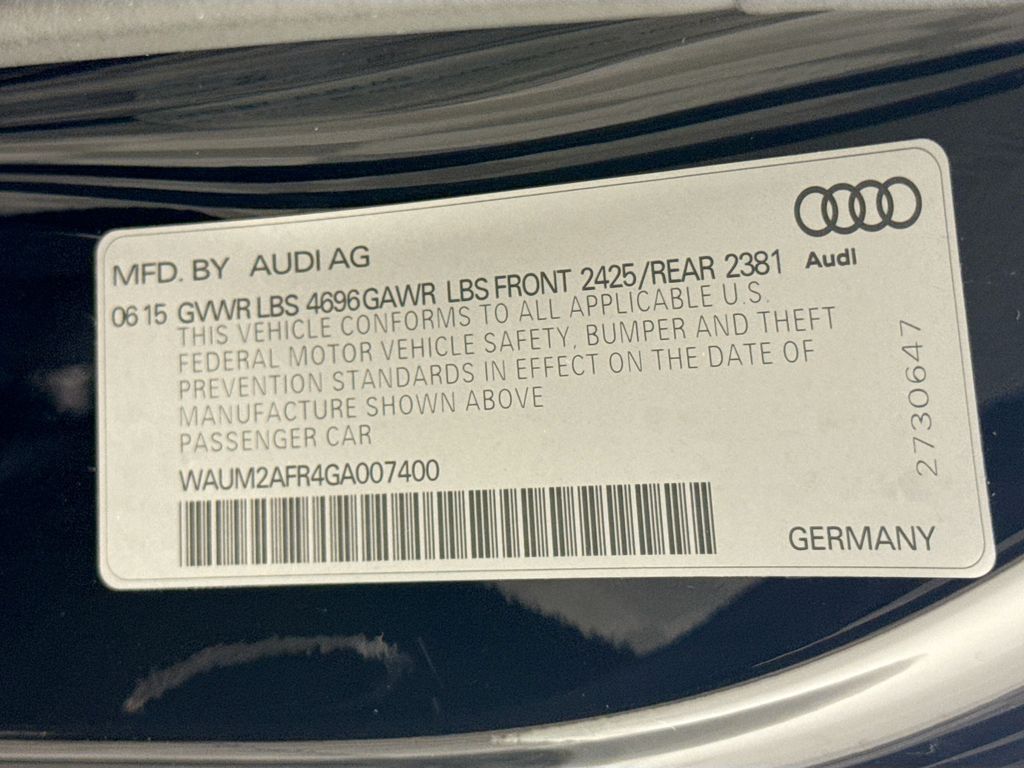 Audi
MFD. BY AUDI AG
06 15 GVWR LBS 4696 GAWR LBS FRONT 2425/REAR 2381
THIS VEHICLE CONFORMS TO ALL APPLICABLE U.S.
FEDERAL MOTOR VEHICLE SAFETY, BUMPER AND THEFT
PREVENTION STANDARDS IN EFFECT ON THE DATE OF
MANUFACTURE SHOWN ABOVE
PASSENGER CAR
WAUM2AFR4GA007400
2730647
GERMANY